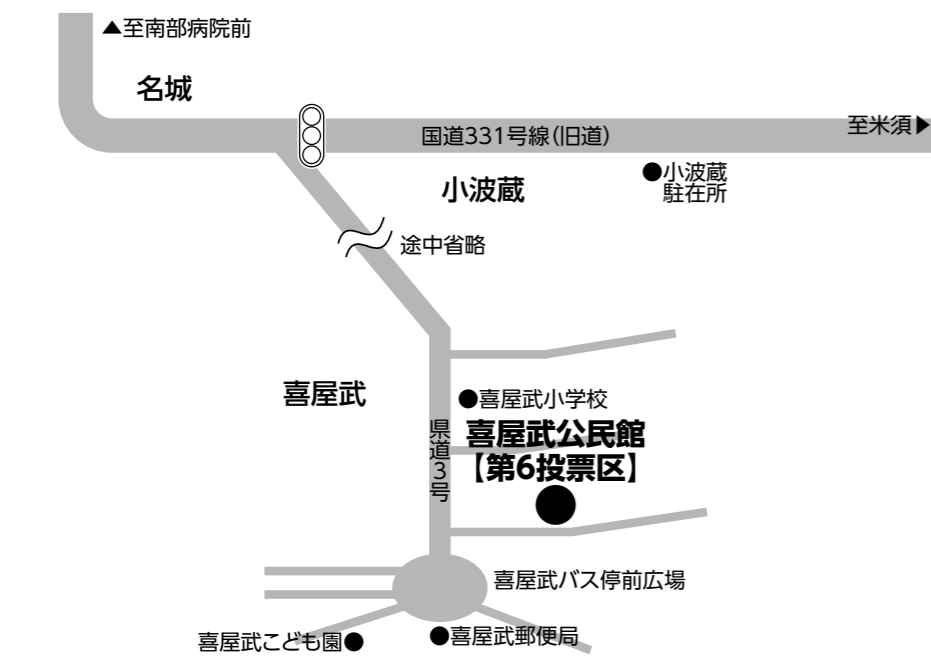 ▲至南部病院前
名城
国道331号線(旧道)
至米須▶
小波蔵
●小波蔵
駐在所
途中省略
喜屋武
●喜屋武小学校
県道3号
喜屋武公民館
【第6投票区】
喜屋武バス停前広場
喜屋武こども園●
●喜屋武郵便局